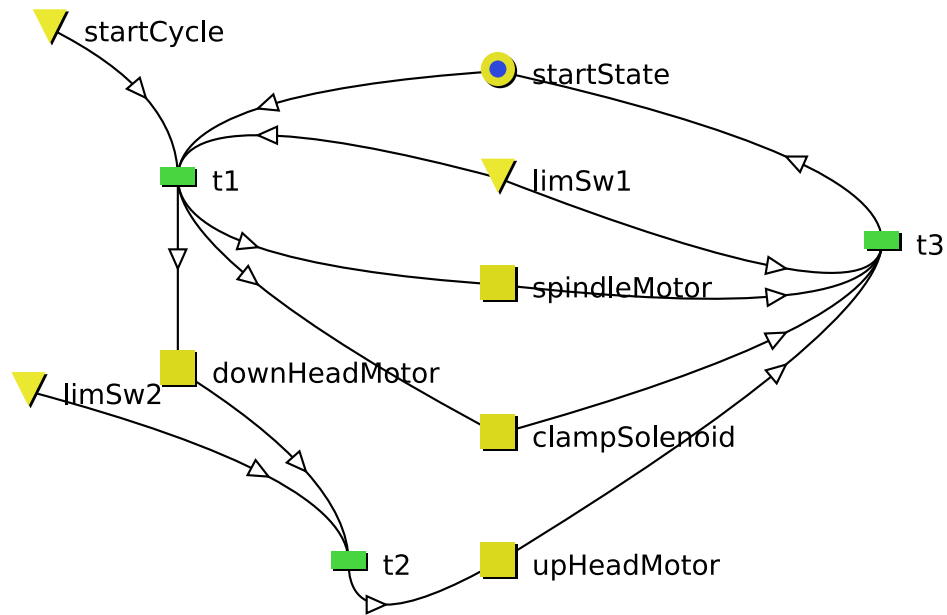 startCycle
startState
t1
limSw1
t3
spindleMotor
downHeadMotor
limSw2
clampSolenoid
t2
upHeadMotor